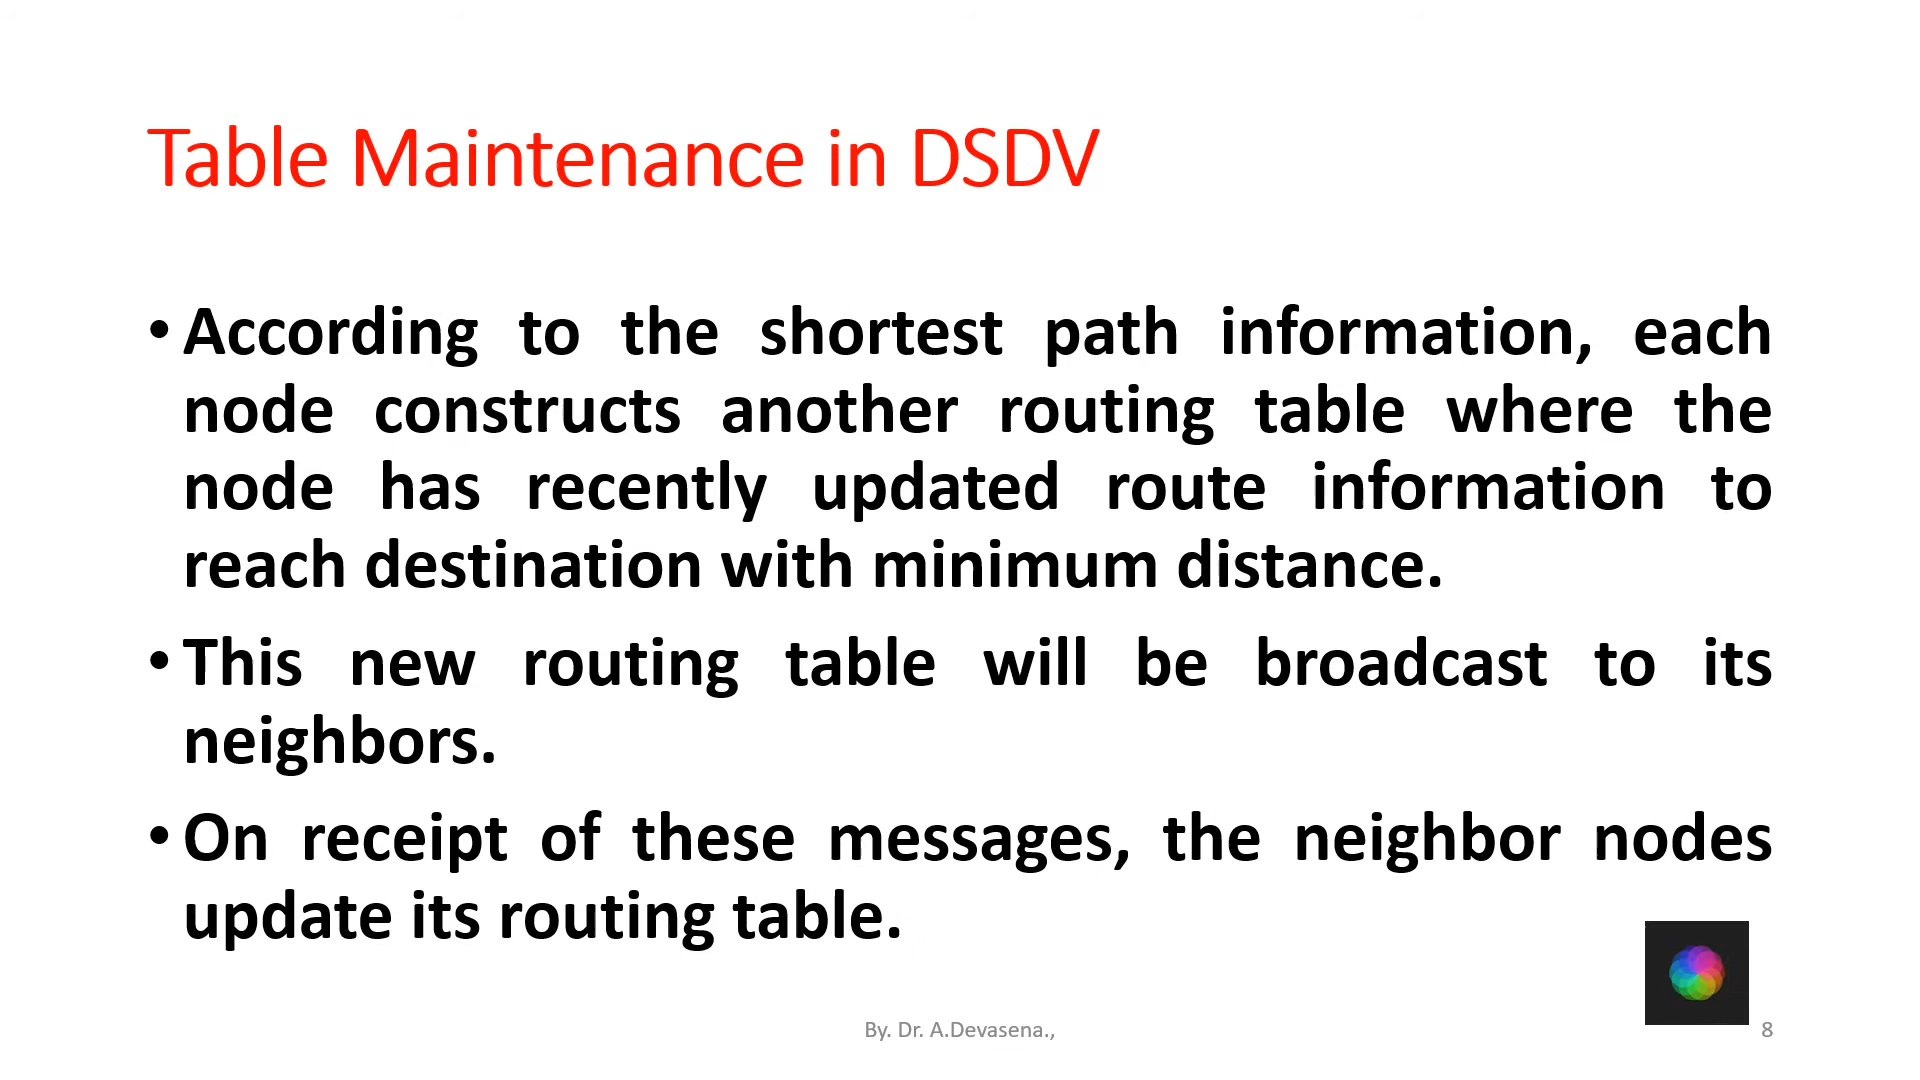 Table Maintenance in DSDV
• According to the shortest path information, each
node constructs another routing table where the
node has recently updated route information to
reach destination with minimum distance.
• This new routing table will be broadcast to its
neighbors.
• On receipt of these messages, the neighbor nodes
update its routing table.
By. Dr. A.Devasena.,
8